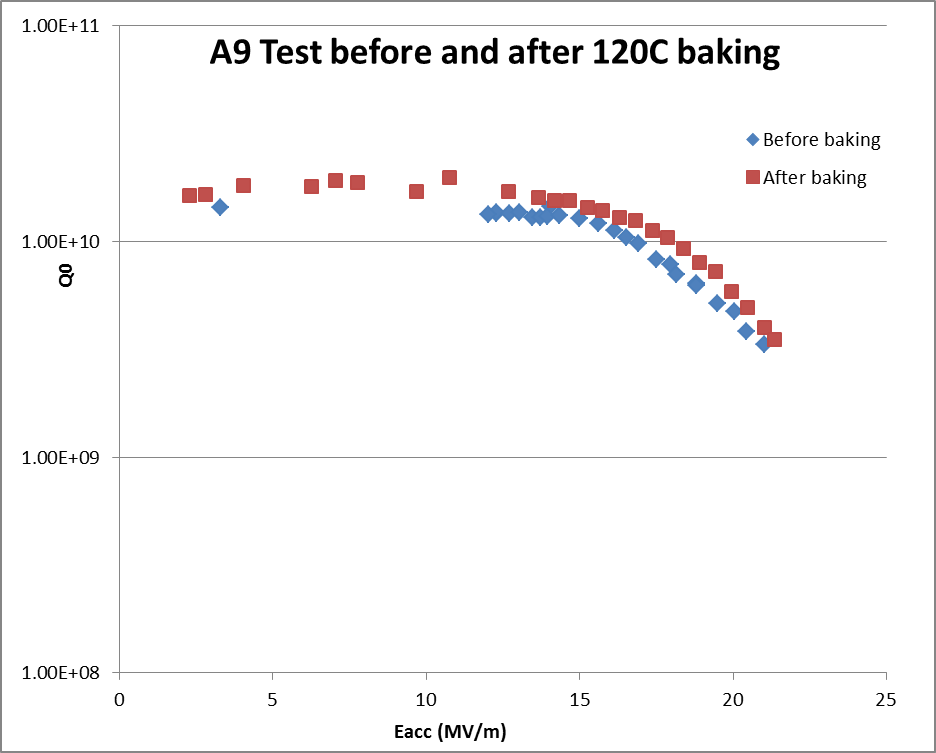 A9 Test before and after 120C baking
1.00E+11
1.00E+10
1.00E+09
1.00E+08
Q0
Before baking
After baking
0 5 10 15 20 25
Eacc (MV/m)